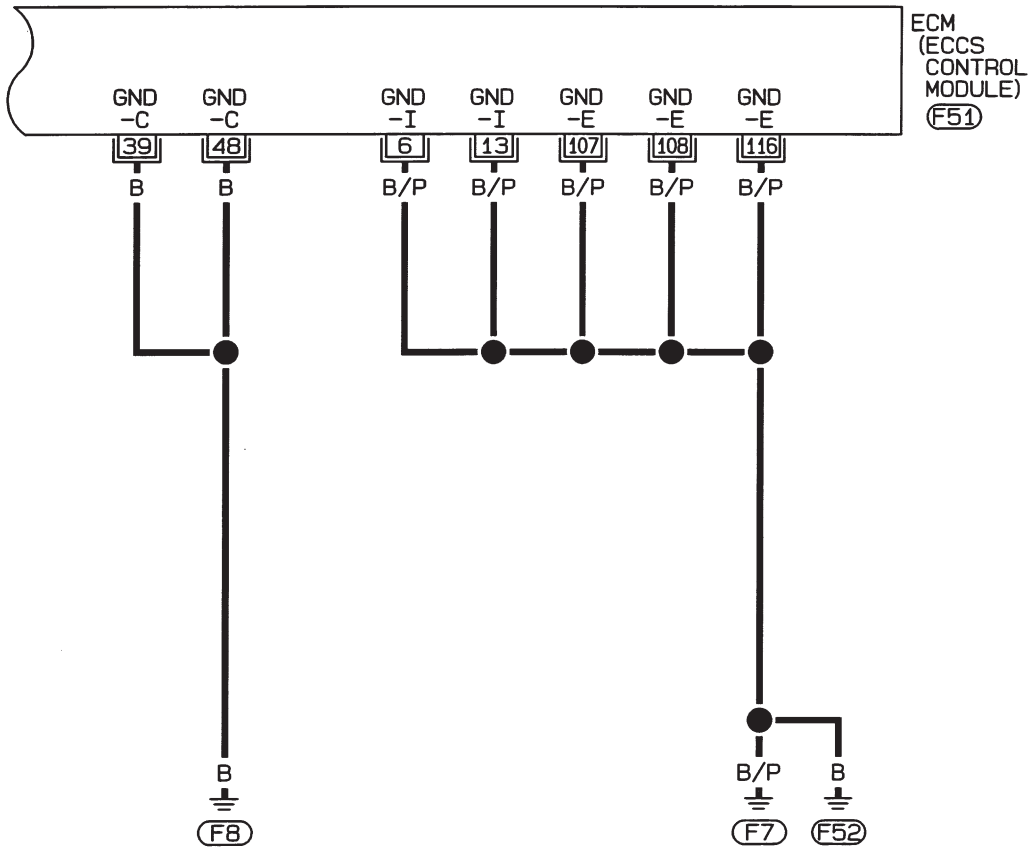 ECM
(ECCS
CONTROL
MODULE)
F51
GND GND GND GND GND GND GND
-C -C -I -I -E -E -E
39 48 6 13 107 108 116
B B B/P B/P B/P B/P B/P
B B/P B
F8 F7 F52